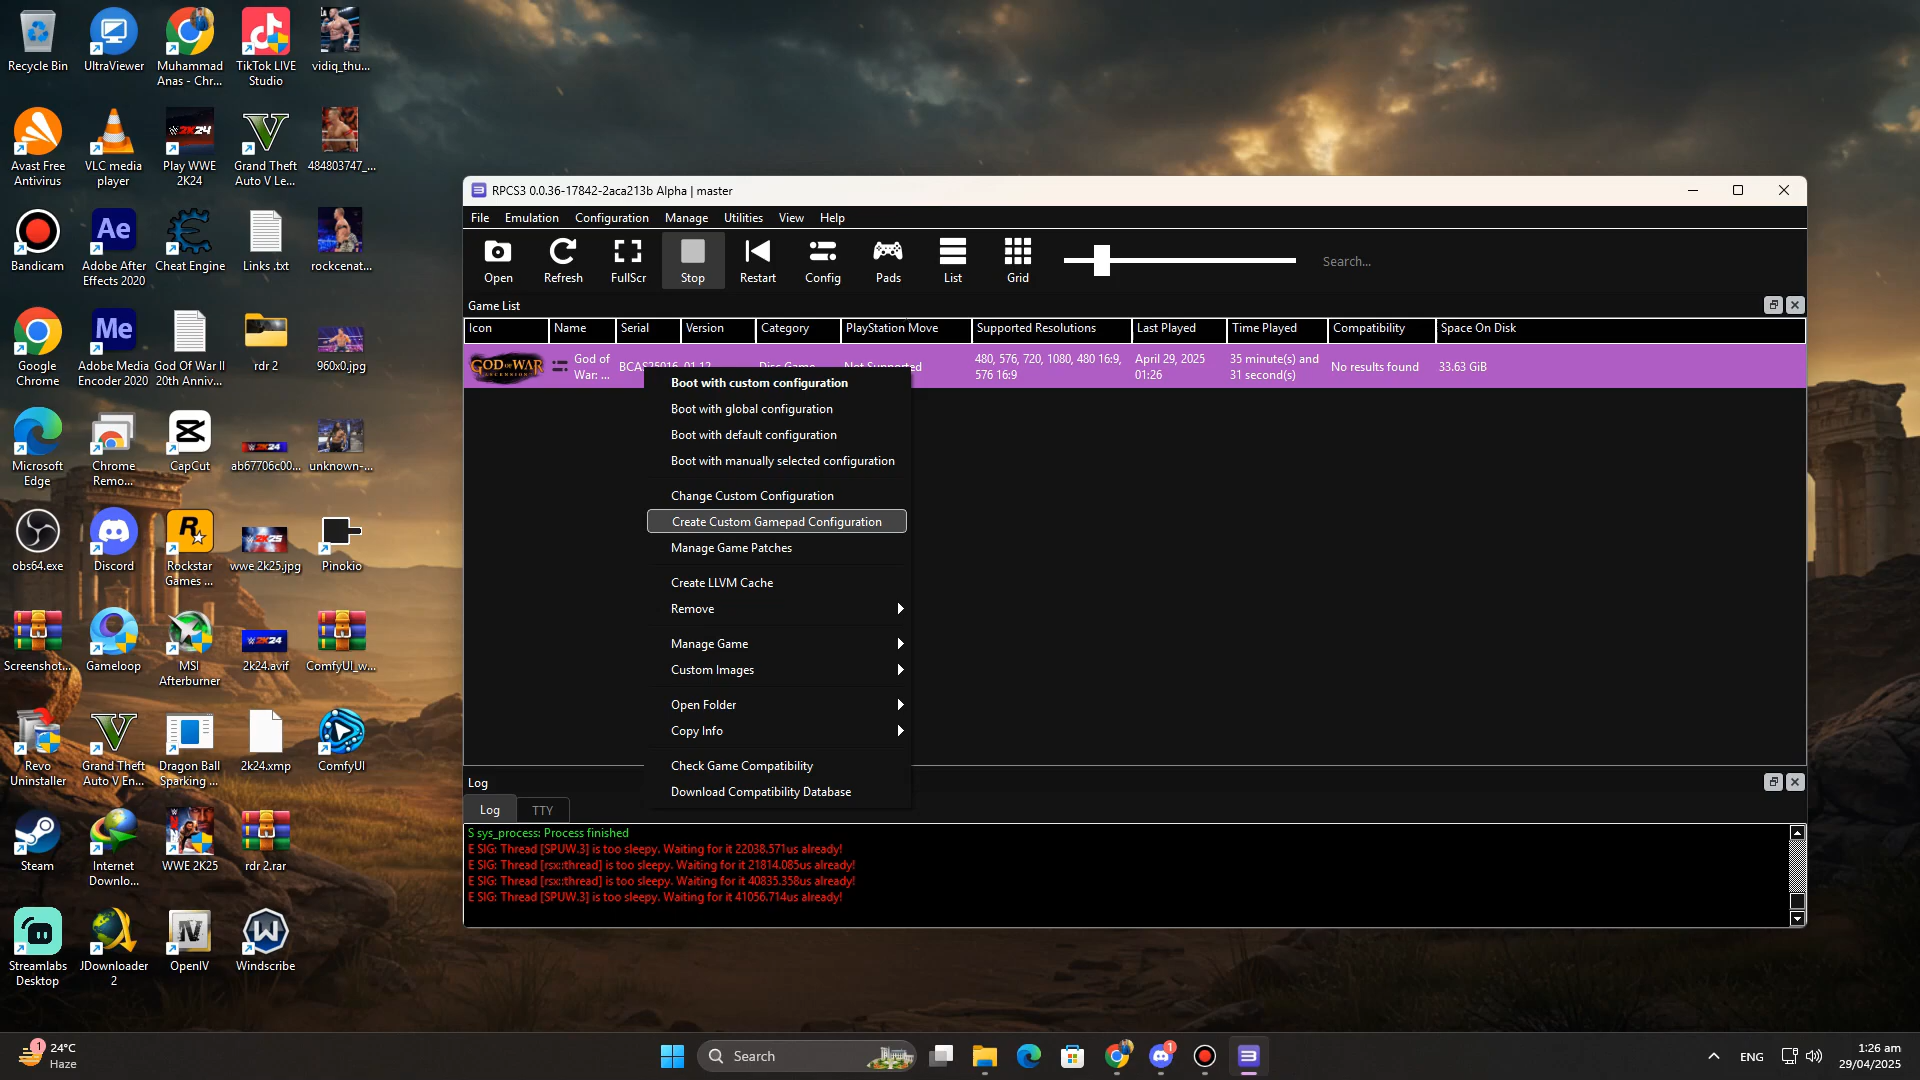 Recycle Bin
UltraViewer
Muhammad
Anas - Chr...
TikTok LIVE
Studio
vidiq_thu...
Avast Free
Antivirus
VLC media
player
Play WWE
2K24
Grand Theft
Auto V Le...
484803747_...
Bandicam
Adobe After
Effects 2020
Cheat Engine
Links .txt
rockcenat...
Google
Chrome
Adobe Media
Encoder 2020
God Of War II
20th Anniv...
rdr 2
960x0.jpg
Microsoft
Edge
Chrome
Remo...
CapCut
ab67706c00...
unknown-...
obs64.exe
Discord
Rockstar
Games ...
wwe 2k25.jpg
Pinokio
Screenshot...
Gameloop
MSI
Afterburner
2k24.avif
ComfyUI_w...
Revo
Uninstaller
Grand Theft
Auto V En...
Dragon Ball
Sparking ...
2k24.xmp
ComfyUI
Steam
Internet
Downlo...
WWE 2K25
rdr 2.rar
Streamlabs
Desktop
JDownloader
2
OpenIV
Windscribe
RPCS3 0.0.36-17842-2aca213b Alpha | master
File Emulation Configuration Manage Utilities View Help
Open Refresh FullScr Stop Restart Config Pads List Grid Search...
Game List
Icon Name Serial Version Category PlayStation Move Supported Resolutions Last Played Time Played Compatibility Space On Disk
GOD OF WAR
ASCENSION
God of
War: ...
BCAS25016 01.12 Disc Game Not Supported
480, 576, 720, 1080, 480 16:9,
576 16:9
April 29, 2025
01:26
35 minute(s) and
31 second(s)
No results found
33.63 GiB
Boot with custom configuration
Boot with global configuration
Boot with default configuration
Boot with manually selected configuration
Change Custom Configuration
Create Custom Gamepad Configuration
Manage Game Patches
Create LLVM Cache
Remove
Manage Game
Custom Images
Open Folder
Copy Info
Check Game Compatibility
Download Compatibility Database
Log
Log TTY
S sys_process: Process finished
E SIG: Thread [SPUW.3] is too sleepy. Waiting for it 22038.571us already!
E SIG: Thread [rsx::thread] is too sleepy. Waiting for it 21814.085us already!
E SIG: Thread [rsx::thread] is too sleepy. Waiting for it 40835.358us already!
E SIG: Thread [SPUW.3] is too sleepy. Waiting for it 41056.714us already!
1
24°C
Haze
Search
1
ENG
1:26 am
29/04/2025